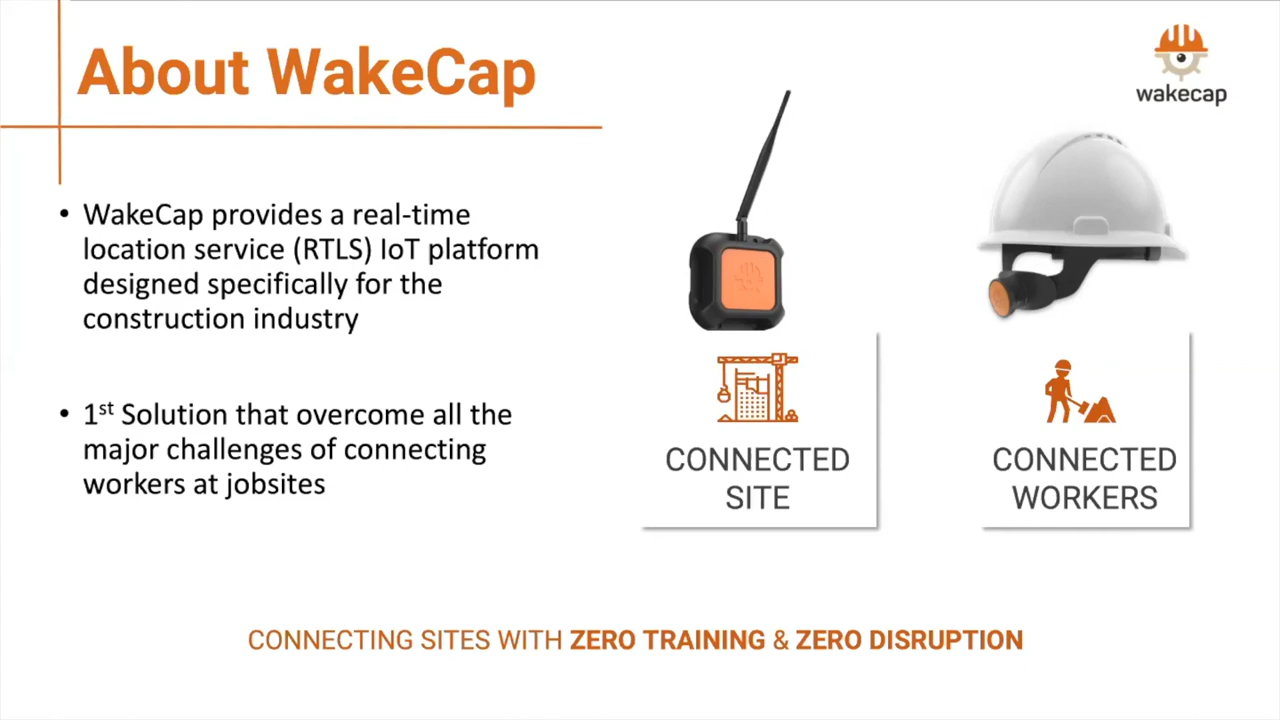 About WakeCap
wakecap
• WakeCap provides a real-time
location service (RTLS) IoT platform
designed specifically for the
construction industry
• 1st Solution that overcome all the
major challenges of connecting
workers at jobsites
CONNECTED
SITE
CONNECTED
WORKERS
CONNECTING SITES WITH ZERO TRAINING & ZERO DISRUPTION